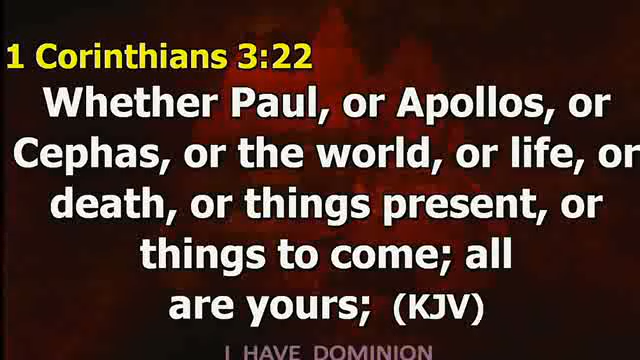 1 Corinthians 3:22
Whether Paul, or Apollos, or
Cephas, or the world, or life, or
death, or things present, or
things to come; all
are yours; (KJV)
I HAVE DOMINION